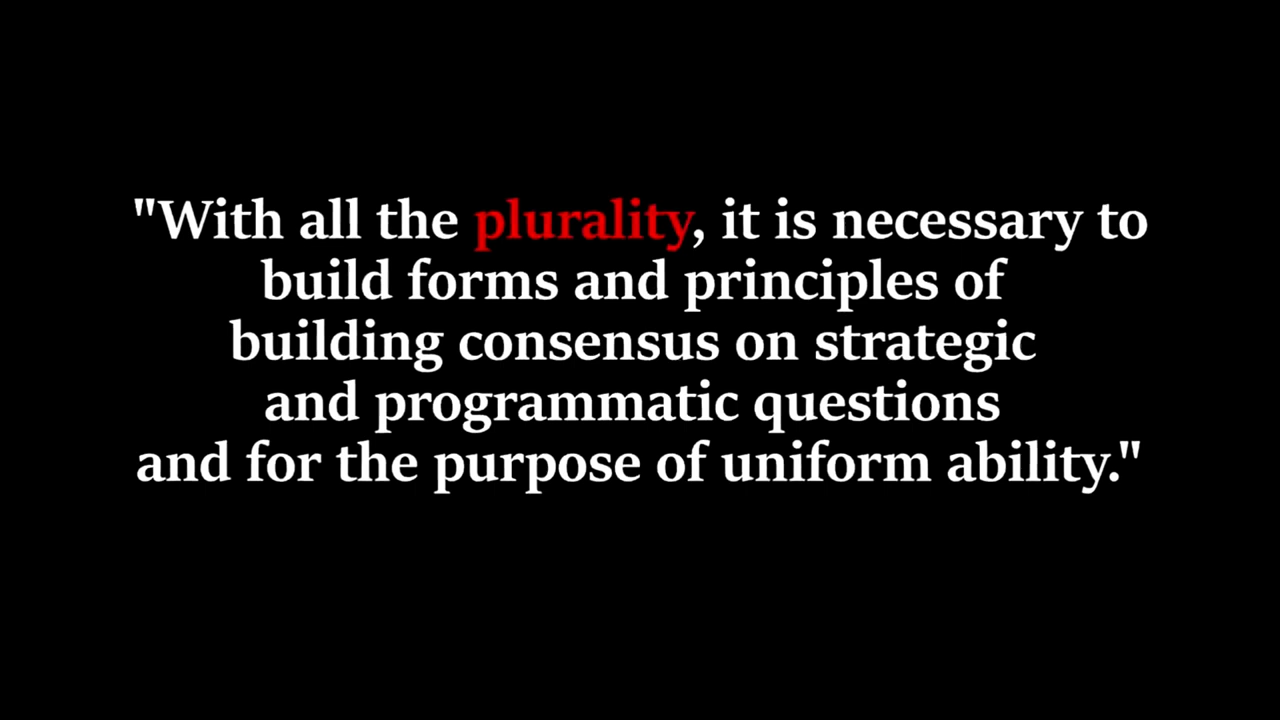 "With all the plurality, it is necessary to
build forms and principles of
building consensus on strategic
and programmatic questions
and for the purpose of uniform ability."